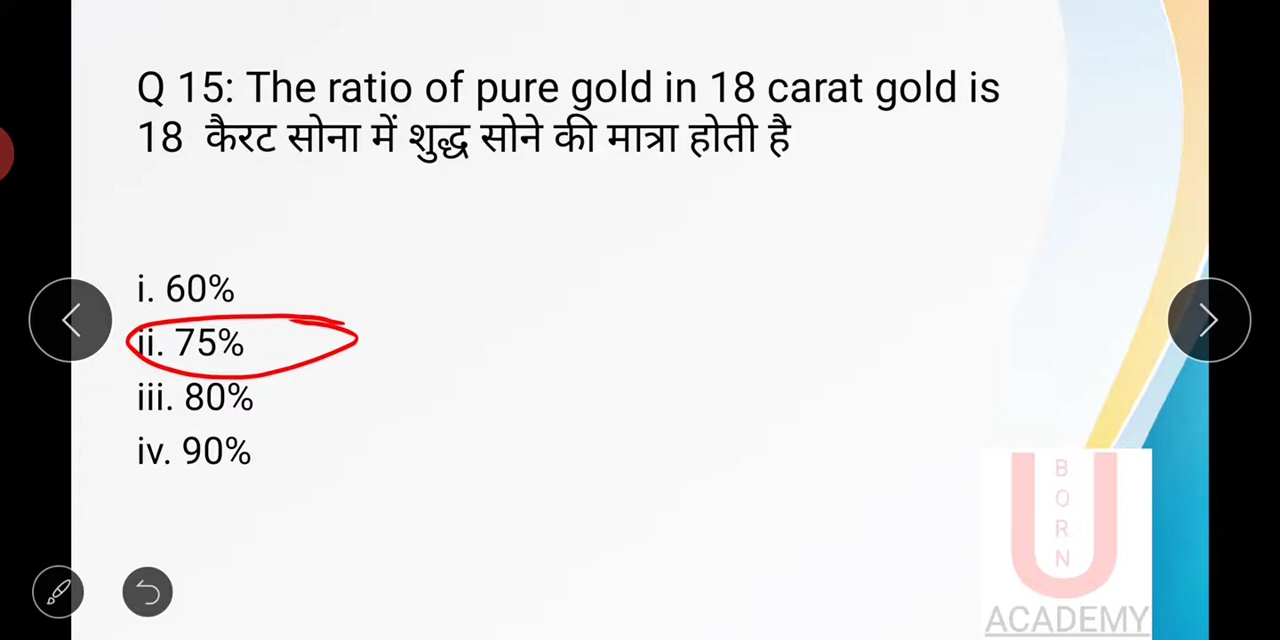 Q 15: The ratio of pure gold in 18 carat gold is
18 कैरट सोना में शुद्ध सोने की मात्रा होती है
i. 60%
ii. 75%
iii. 80%
iv. 90%
U
BORN
ACADEMY